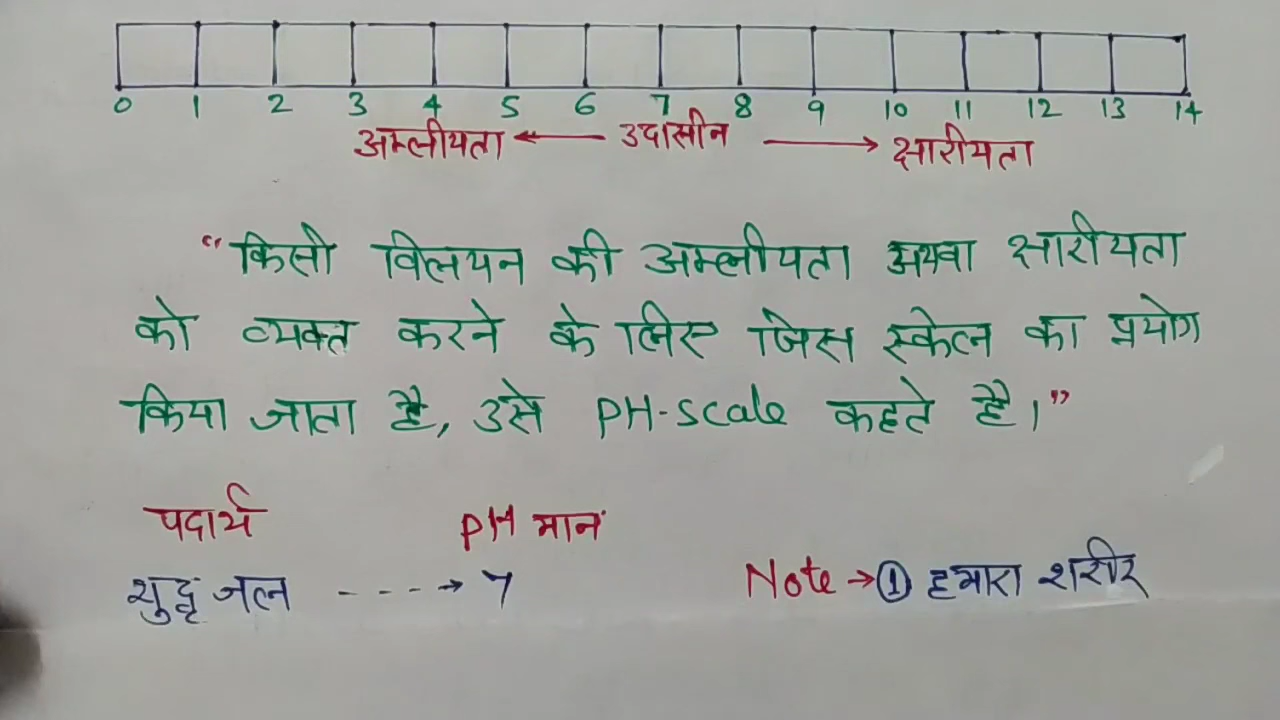 0 1 2 3 4 5 6 7 8 9 10 11 12 13 14
अम्लीयता ← उदासीन → क्षारीयता
“किसी विलयन की अम्लीयता अथवा क्षारीयता
को व्यक्त करने के लिए जिस स्केल का प्रयोग
किया जाता है, उसे PH-scale कहते है।”
पदार्थ PH मान
शुद्ध जल - - - -→ 7 Note → ① हमारा शरीर